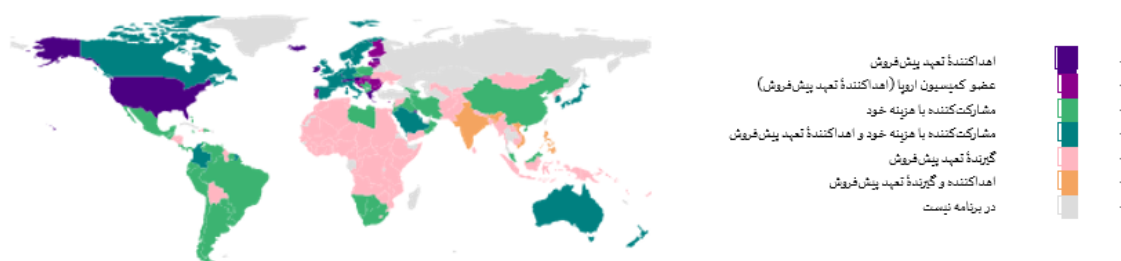 اهداکنندهٔ تعهد پیش‌فروش
عضو کمیسیون اروپا (اهداکنندهٔ تعهد پیش‌فروش)
مشارکت‌کننده با هزینه خود
مشارکت‌کننده با هزینه خود و اهداکنندهٔ تعهد پیش‌فروش
گیرندهٔ تعهد پیش‌فروش
اهداکننده و گیرندهٔ تعهد پیش‌فروش
در برنامه نیست